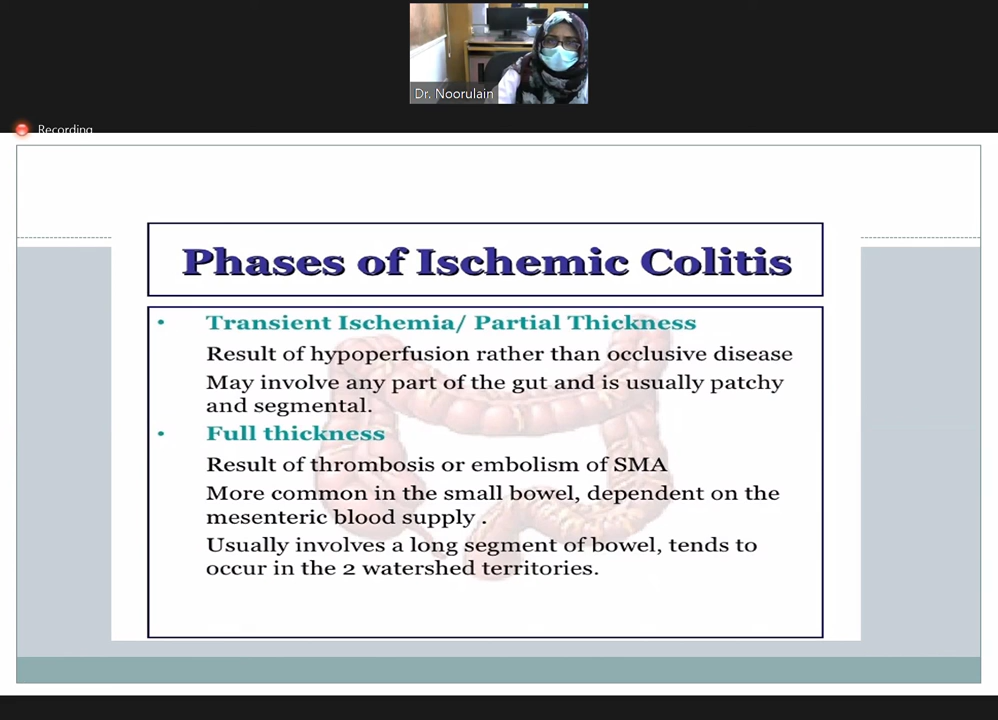 Dr. Noorulain
Recording
Phases of Ischemic Colitis
• Transient Ischemia/ Partial Thickness
Result of hypoperfusion rather than occlusive disease
May involve any part of the gut and is usually patchy
and segmental.
• Full thickness
Result of thrombosis or embolism of SMA
More common in the small bowel, dependent on the
mesenteric blood supply .
Usually involves a long segment of bowel, tends to
occur in the 2 watershed territories.